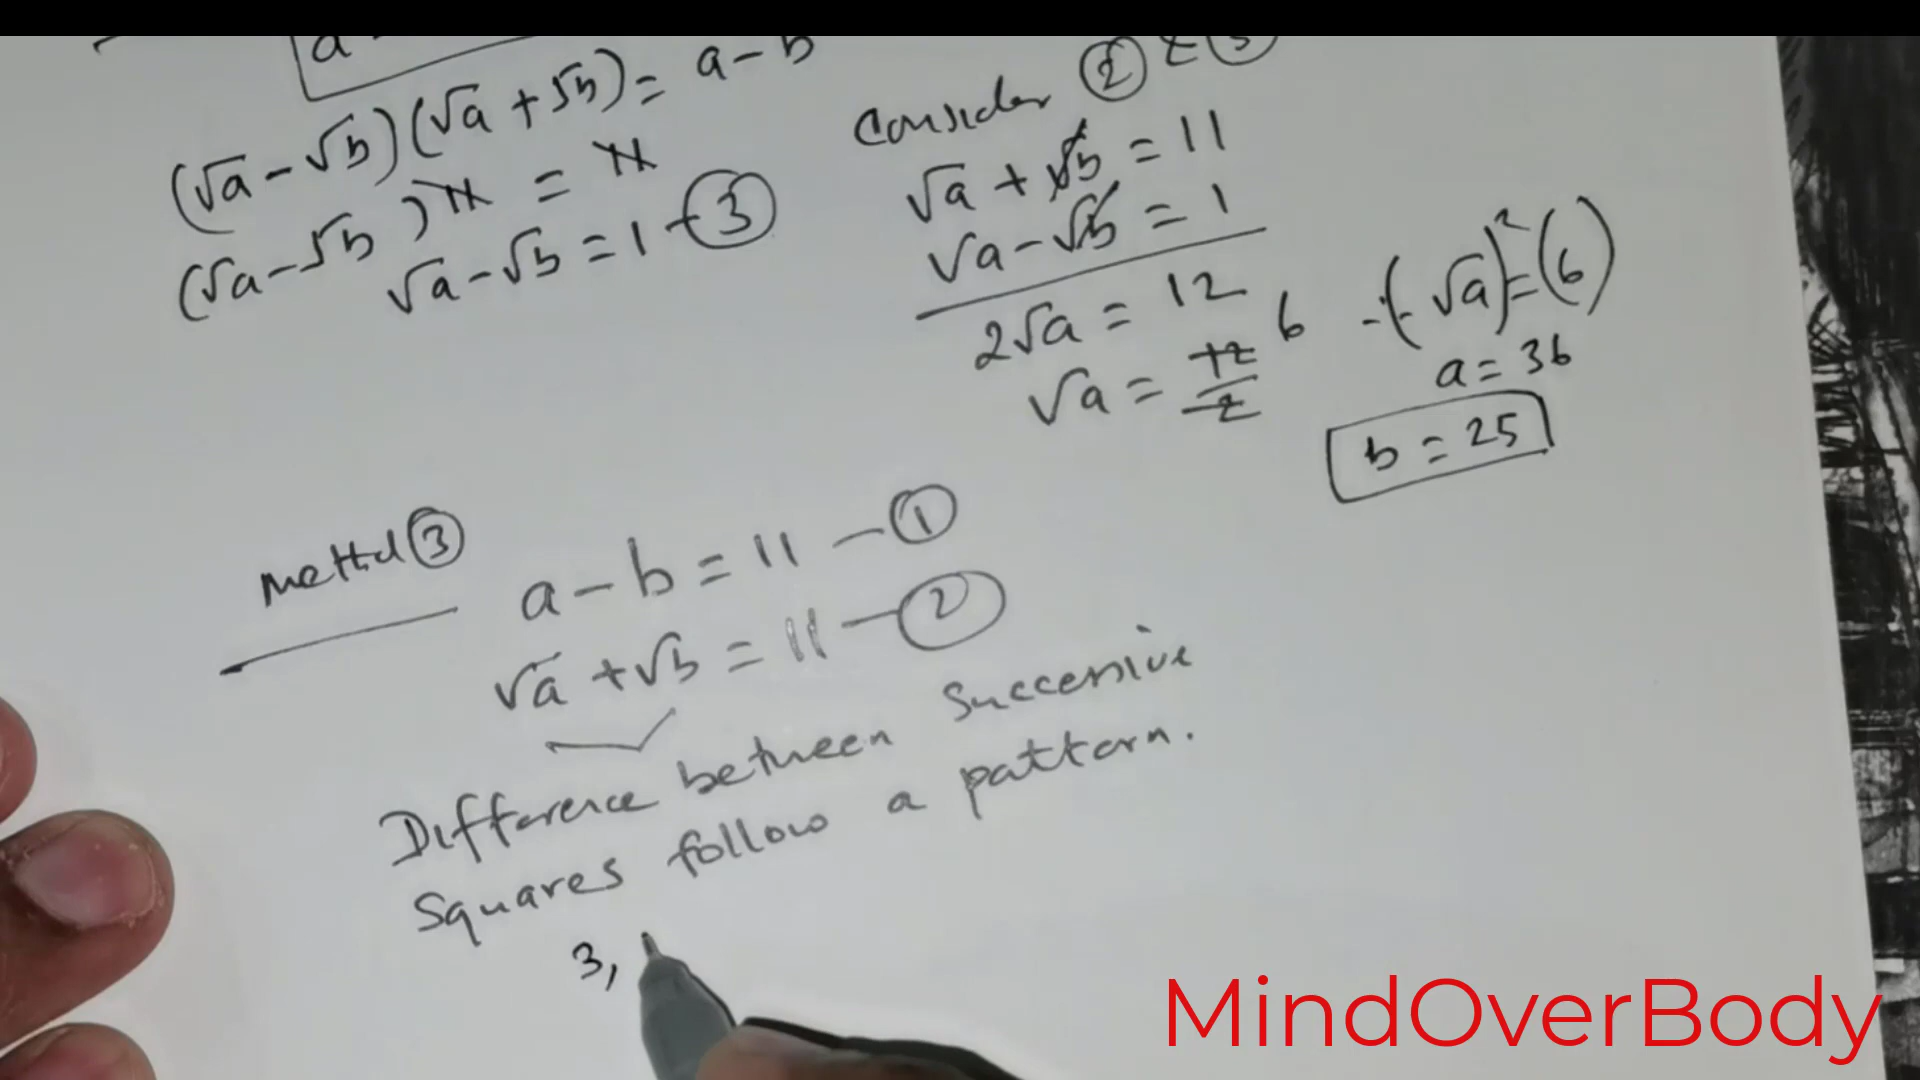 a
(√a - √b)(√a + √b) = a - b
(√a - √b) 11 = 11
√a - √b = 1 - ③
Consider ② & ③
√a + √b = 11
√a - √b = 1
2√a = 12
√a = 12/2 6
(√a)² = (6)
a = 36
b = 25
Method ③
a - b = 11 - ①
√a + √b = 11 - ②
Difference between Successive
Squares follow a pattern.
3,
MindOverBody